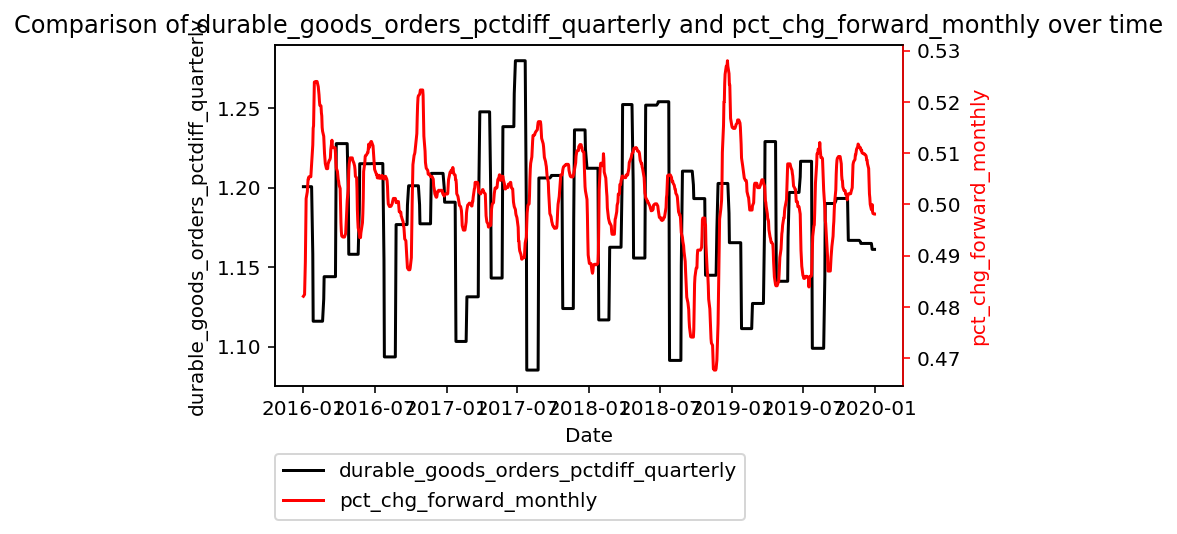 Comparison of durable_goods_orders_pctdiff_quarterly and pct_chg_forward_monthly over time
durable_goods_orders_pctdiff_quarterly
1.25
1.20
1.15
1.10
0.53
0.52
0.51
0.50
0.49
0.48
0.47
pct_chg_forward_monthly
2016-01 2016-07 2017-01 2017-07 2018-01 2018-07 2019-01 2019-07 2020-01
Date
durable_goods_orders_pctdiff_quarterly
pct_chg_forward_monthly